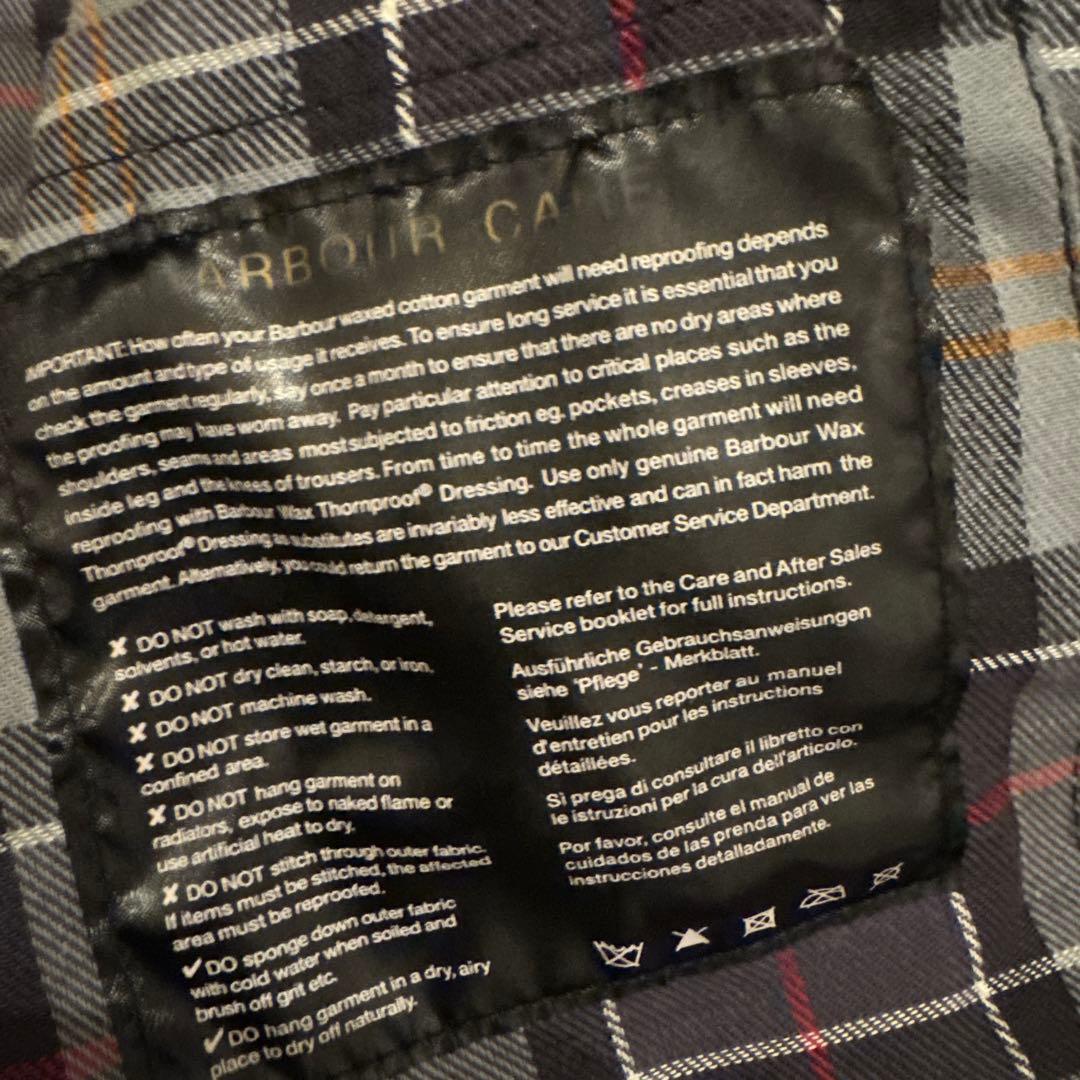 ARBOUR CARE
IMPORTANT: How often your Barbour waxed cotton garment will need reproofing depends
on the amount and type of usage it receives. To ensure long service it is essential that you
check the garment regularly, say once a month to ensure that there are no dry areas where
the proofing may have worn away. Pay particular attention to critical places such as the
shoulders, seams and areas most subjected to friction eg, pockets, creases in sleeves,
inside leg and the knees of trousers. From time to time the whole garment will need
reproofing with Barbour Wax Thornproof® Dressing. Use only genuine Barbour Wax
Thornproof® Dressing as substitutes are invariably less effective and can in fact harm the
garment. Alternatively, you could return the garment to our Customer Service Department.
✘ DO NOT wash with soap, detergent,
solvents, or hot water.
✘ DO NOT dry clean, starch, or iron.
✘ DO NOT machine wash.
✘ DO NOT store wet garment in a
confined area.
✘ DO NOT hang garment on
radiators, expose to naked flame or
use artificial heat to dry.
✘ DO NOT stitch through outer fabric.
If items must be stitched, the affected
area must be reproofed.
✔ DO sponge down outer fabric
with cold water when soiled and
brush off grit etc.
✔ DO hang garment in a dry, airy
place to dry off naturally.
Please refer to the Care and After Sales
Service booklet for full instructions.
Ausführliche Gebrauchsanweisungen
siehe 'Pflege' - Merkblatt.
Veuillez vous reporter au manuel
d'entretien pour les instructions
détaillées.
Si prega di consultare il libretto con
le istruzioni per la cura dell'articolo.
Por favor, consulte el manual de
cuidados de las prenda para ver las
instrucciones detalladamente.